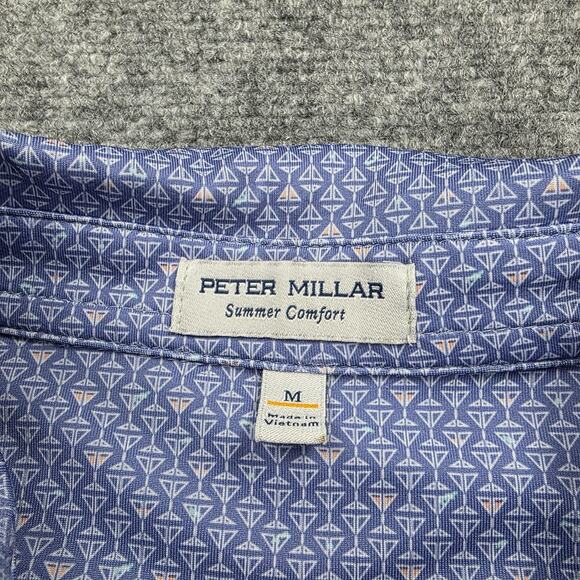 PETER MILLAR
Summer Comfort
M
Made in
Vietnam